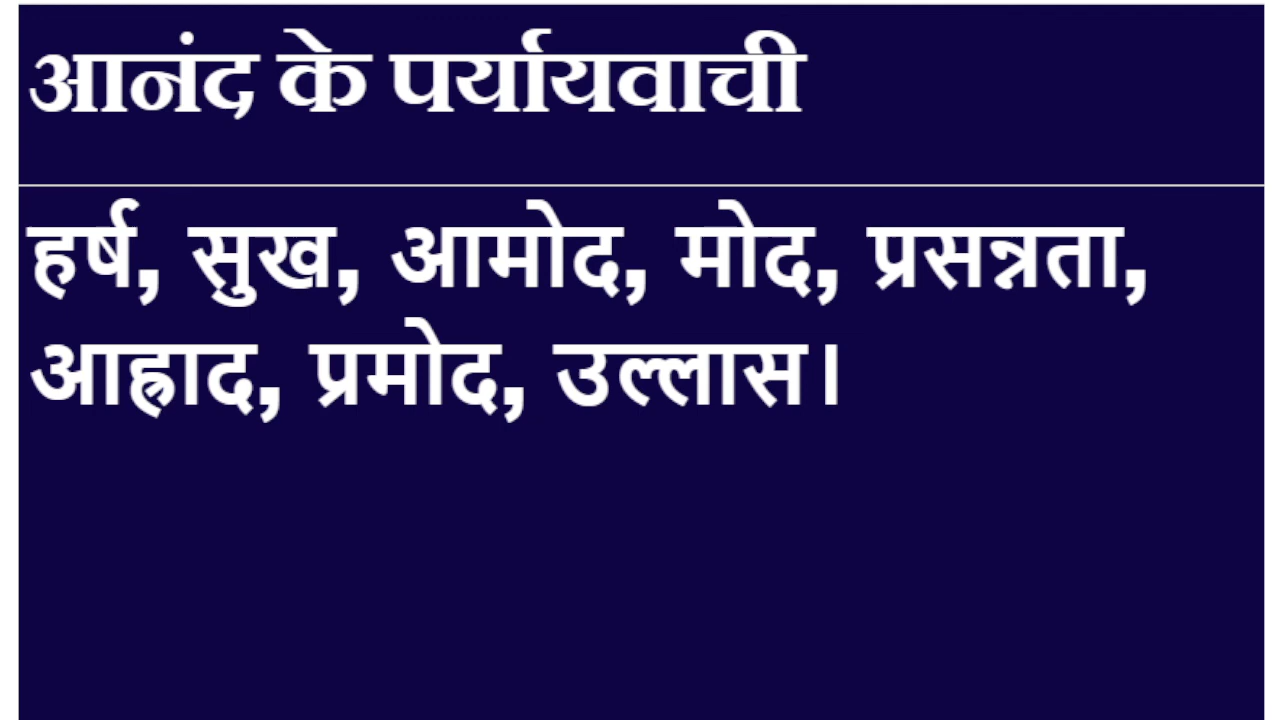 आनंद के पर्यायवाची
हर्ष, सुख, आमोद, मोद, प्रसन्नता,
आह्राद, प्रमोद, उल्लास।